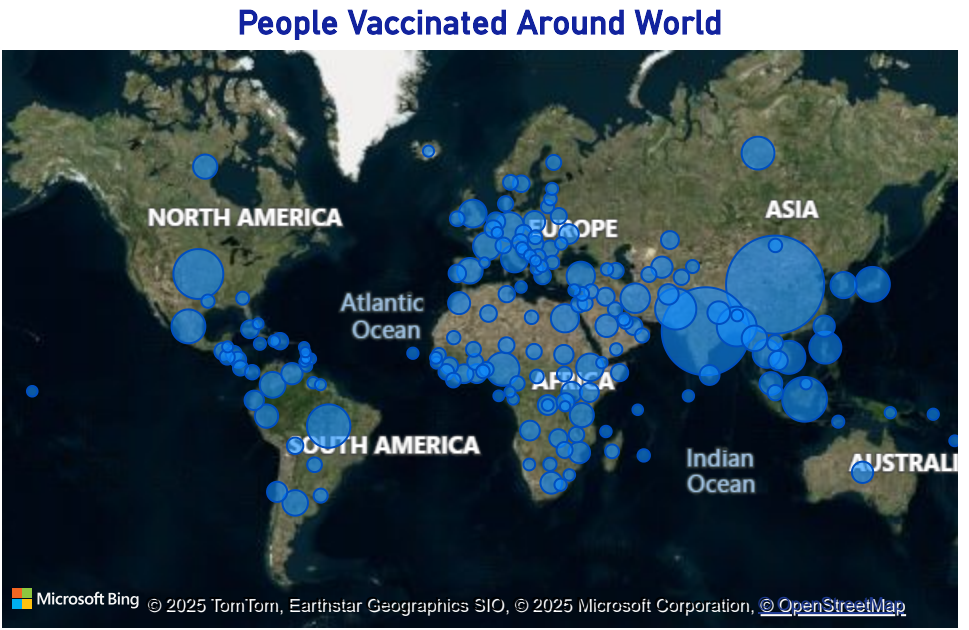 People Vaccinated Around World
NORTH AMERICA
ASIA
EUROPE
Atlantic
Ocean
AFRICA
SOUTH AMERICA
Indian
Ocean
AUSTRALI
Microsoft Bing
© 2025 TomTom, Earthstar Geographics SIO, © 2025 Microsoft Corporation, © OpenStreetMap